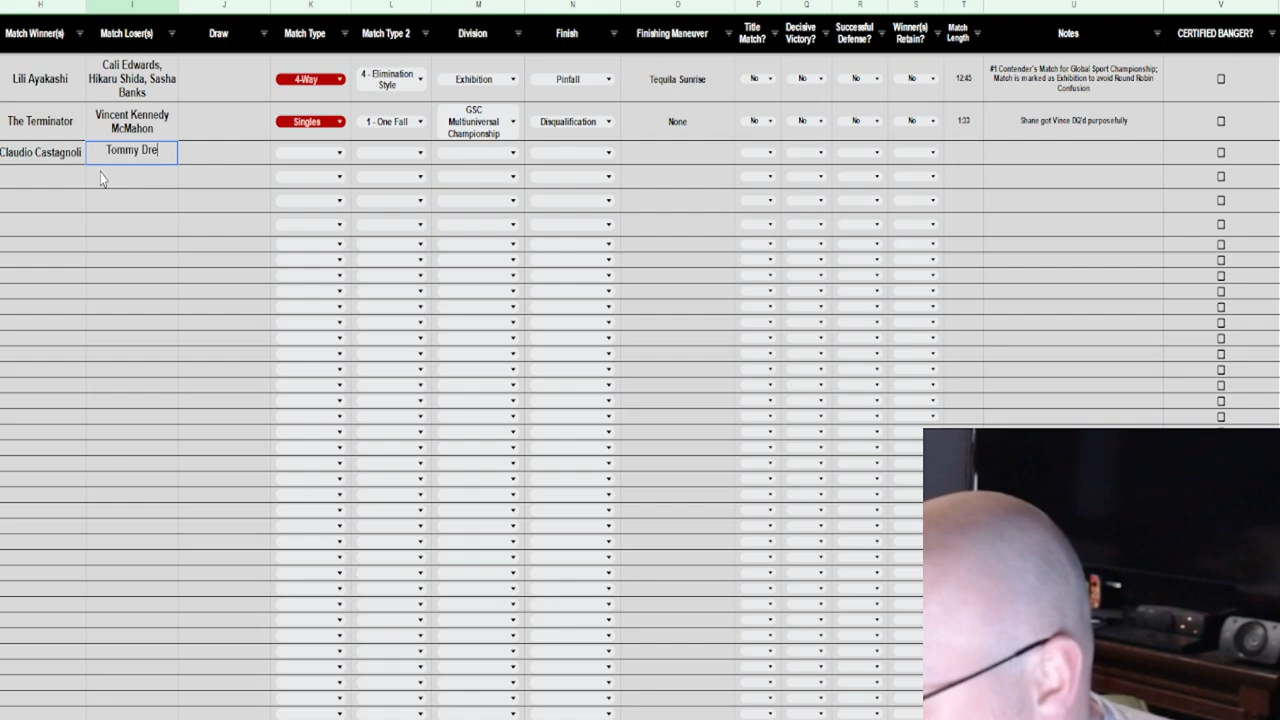 H I J K L M N O P Q R S T U V
Match Winner(s) Match Loser(s) Draw Match Type Match Type 2 Division Finish Finishing Maneuver Title Match? Decisive Victory? Successful Defense? Winner(s) Retain? Match Length Notes CERTIFIED BANGER?
Lili Ayakashi
Cali Edwards,
Hikaru Shida, Sasha
Banks
4-Way
4 - Elimination
Style
Exhibition
Pinfall
Tequila Sunrise
No
No
No
No
12:45
#1 Contender's Match for Global Sport Championship;
Match is marked as Exhibition to avoid Round Robin
Confusion
The Terminator
Vincent Kennedy
McMahon
Singles
1 - One Fall
GSC
Multiuniversal
Championship
Disqualification
None
No
No
No
No
1:33
Shane got Vince DQ'd purposefully
Claudio Castagnoli
Tommy Dre